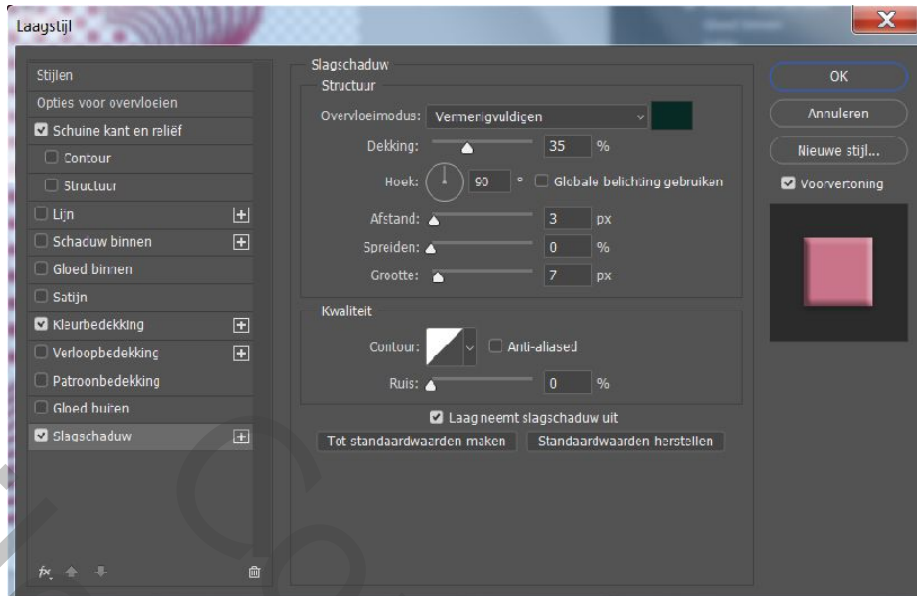 Laagstijl
X
Stijlen
Opties voor overvloeien
Schuine kant en reliëf
Contour
Structuur
Lijn
Schaduw binnen
Gloed binnen
Satijn
Kleurbedekking
Verloopbedekking
Patroonbedekking
Gloed buiten
Slagschaduw
fx
Slagschaduw
Structuur
Overvloeimodus: Vermenigvuldigen
Dekking: 35 %
Hoek: 90 ° Globale belichting gebruiken
Afstand: 3 px
Spreiden: 0 %
Grootte: 7 px
Kwaliteit
Contour: Anti-aliased
Ruis: 0 %
Laag neemt slagschaduw uit
Tot standaardwaarden maken Standaardwaarden herstellen
OK
Annuleren
Nieuwe stijl...
Voorvertoning